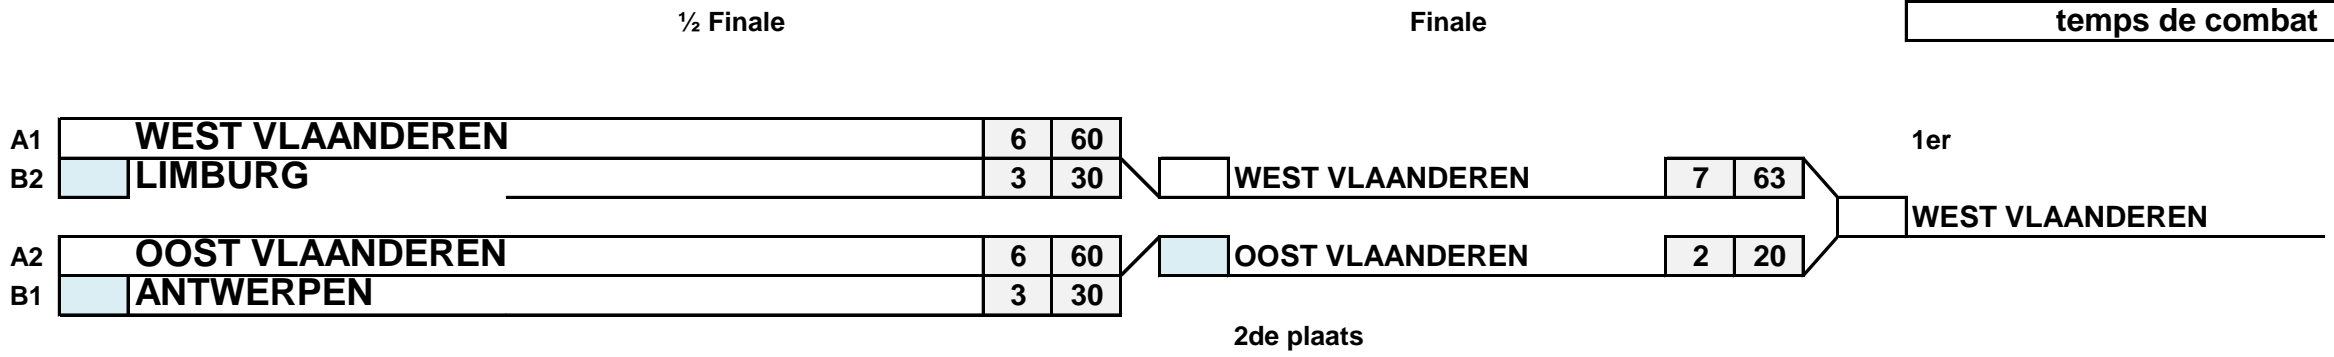 ½ Finale Finale temps de combat
A1 WEST VLAANDEREN 6 60 1er
B2 LIMBURG 3 30 WEST VLAANDEREN 7 63
WEST VLAANDEREN
A2 OOST VLAANDEREN 6 60 OOST VLAANDEREN 2 20
B1 ANTWERPEN 3 30
2de plaats